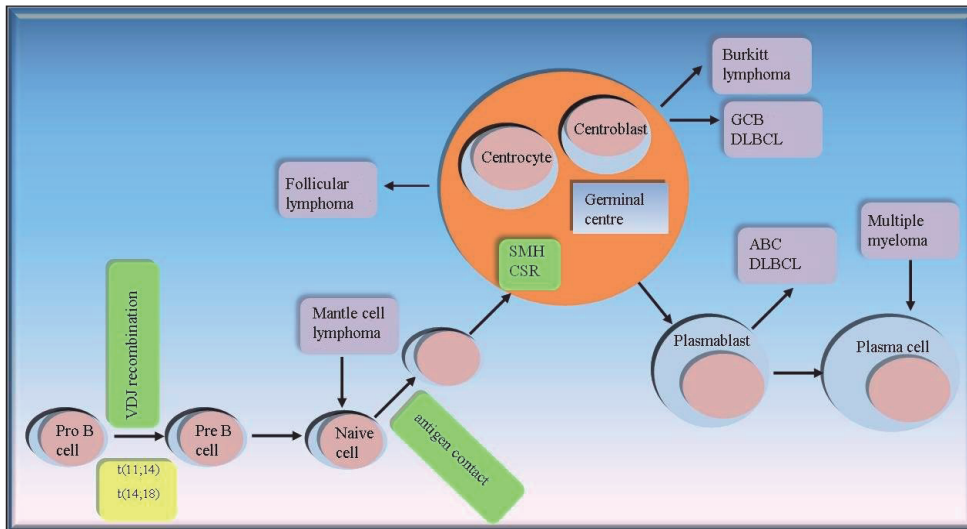 Burkitt
lymphoma
GCB
DLBCL
Centroblast
Centrocyte
Germinal
centre
Follicular
lymphoma
SMH
CSR
ABC
DLBCL
Multiple
myeloma
Mantle cell
lymphoma
VDJ recombination
Plasmablast
Plasma cell
Pro B
cell
Pre B
cell
Naive
cell
antigen contact
t(11;14)
t(14;18)